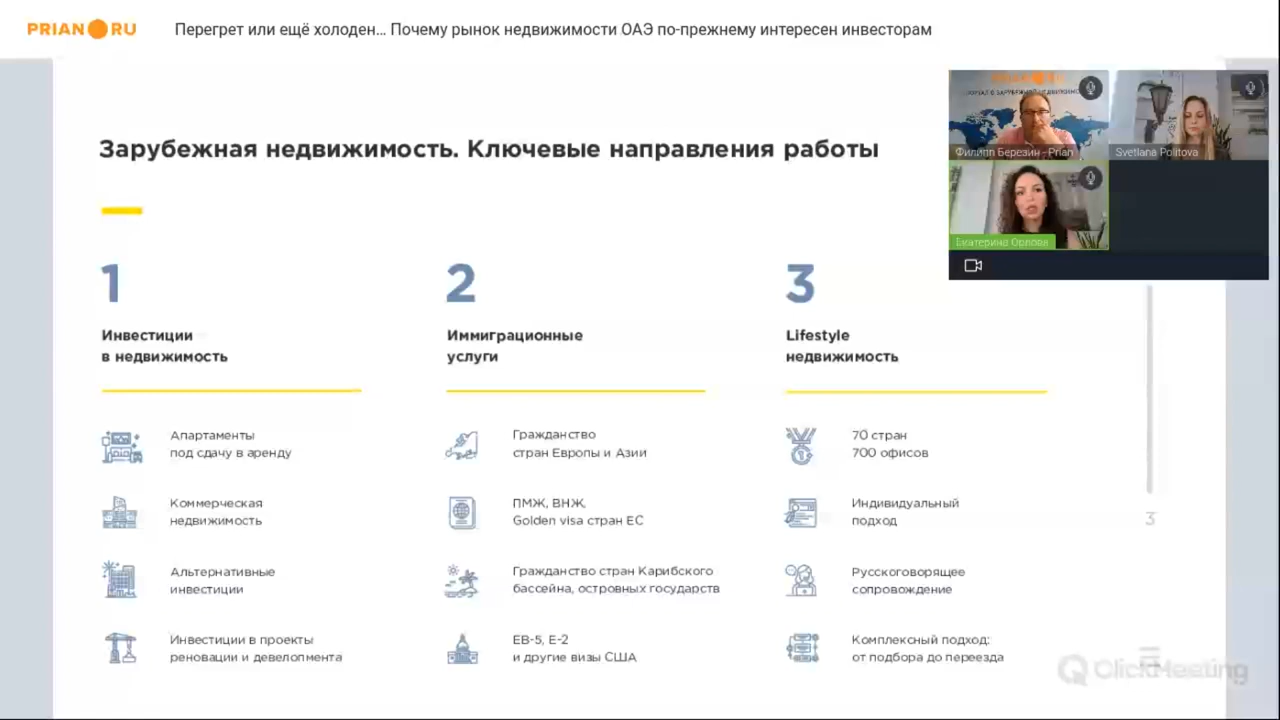 PRIAN RU
Перегрет или ещё холоден... Почему рынок недвижимости ОАЭ по-прежнему интересен инвесторам
Филипп Березин - Prian
Svetlana Politova
Екатерина Орлова
Зарубежная недвижимость. Ключевые направления работы
1
Инвестиции
в недвижимость
Апартаменты
под сдачу в аренду
Коммерческая
недвижимость
Альтернативные
инвестиции
Инвестиции в проекты
реновации и девелопмента
2
Иммиграционные
услуги
Гражданство
стран Европы и Азии
ПМЖ, ВНЖ,
Golden visa стран ЕС
Гражданство стран Карибского
бассейна, островных государств
EB-5, E-2
и другие визы США
3
Lifestyle
недвижимость
70 стран
700 офисов
Индивидуальный
подход
Русскоговорящее
сопровождение
Комплексный подход:
от подбора до переезда
3
ClickMeeting